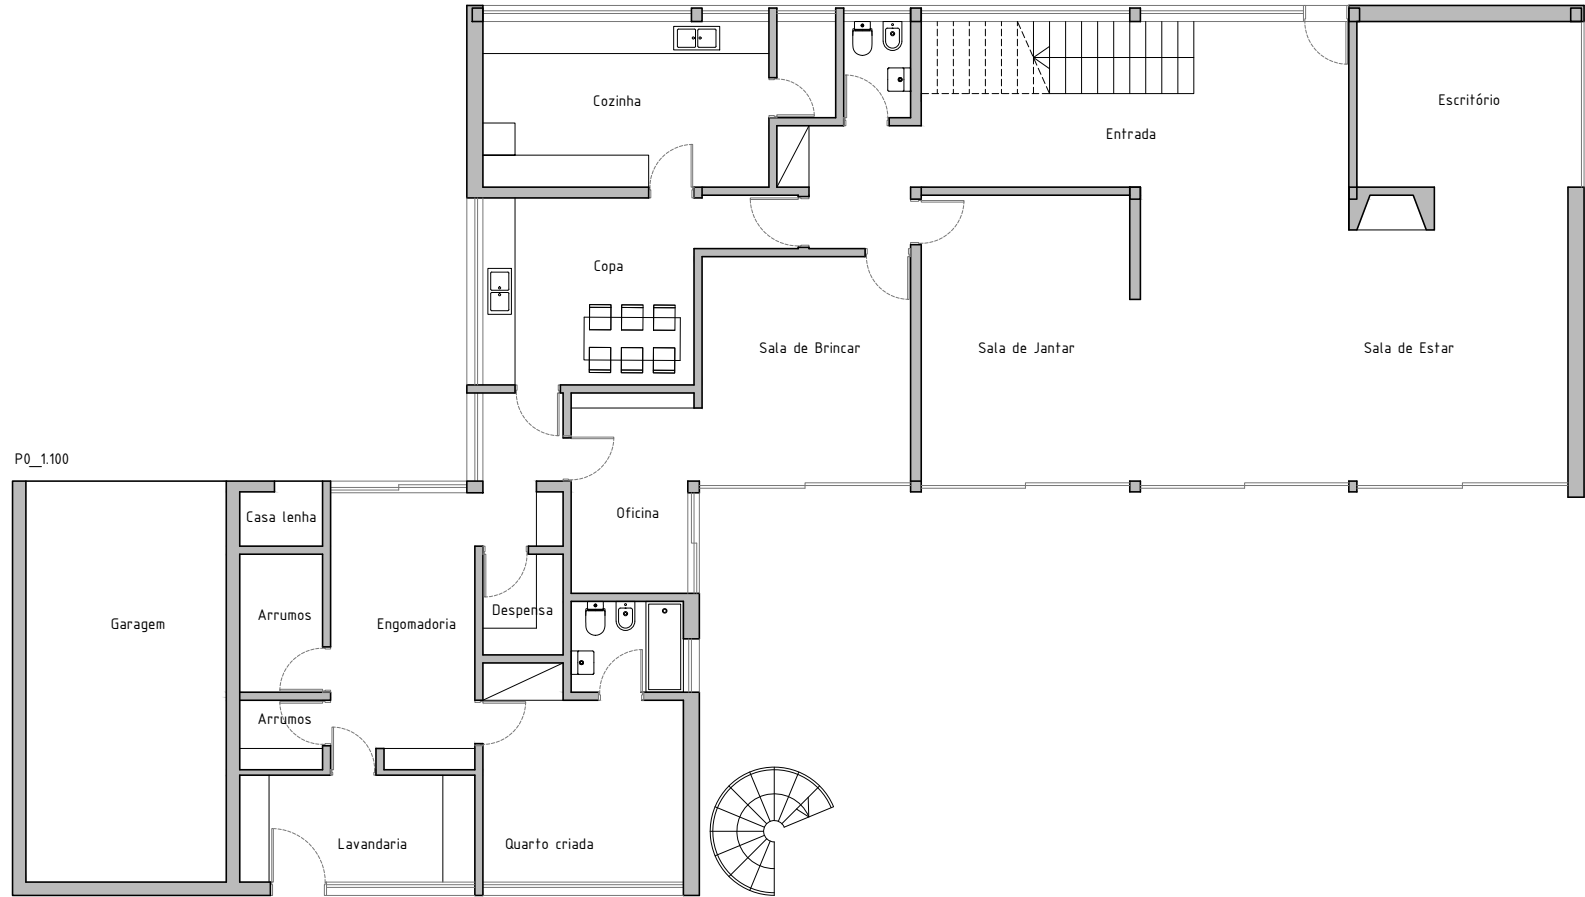 Cozinha
Escritório
Entrada
Copa
Sala de Brincar
Sala de Jantar
Sala de Estar
P0_1.100
Casa lenha
Oficina
Arrumos
Garagem
Engomadoria
Despensa
Arrumos
Lavandaria
Quarto criada